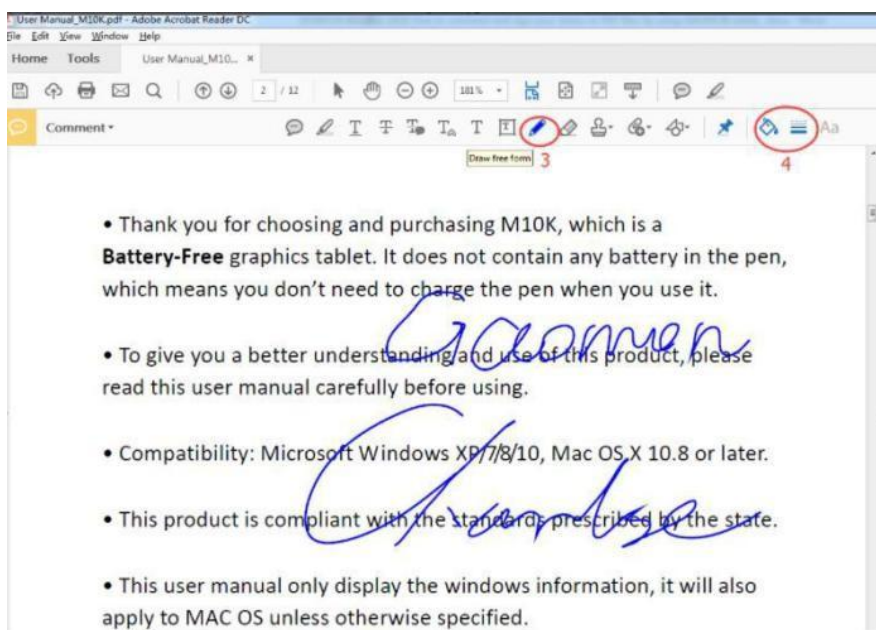 User Manual_M10K.pdf - Adobe Acrobat Reader DC
File Edit View Window Help
Home Tools User Manual_M10... ×
2 / 12 181%
Comment Aa
Draw free form 3 4
• Thank you for choosing and purchasing M10K, which is a
Battery-Free graphics tablet. It does not contain any battery in the pen,
which means you don't need to charge the pen when you use it.
Gaomon
• To give you a better understanding and use of this product, please
read this user manual carefully before using.
• Compatibility: Microsoft Windows XP/7/8/10, Mac OS X 10.8 or later.
• This product is compliant with the standards prescribed by the state.
• This user manual only display the windows information, it will also
apply to MAC OS unless otherwise specified.